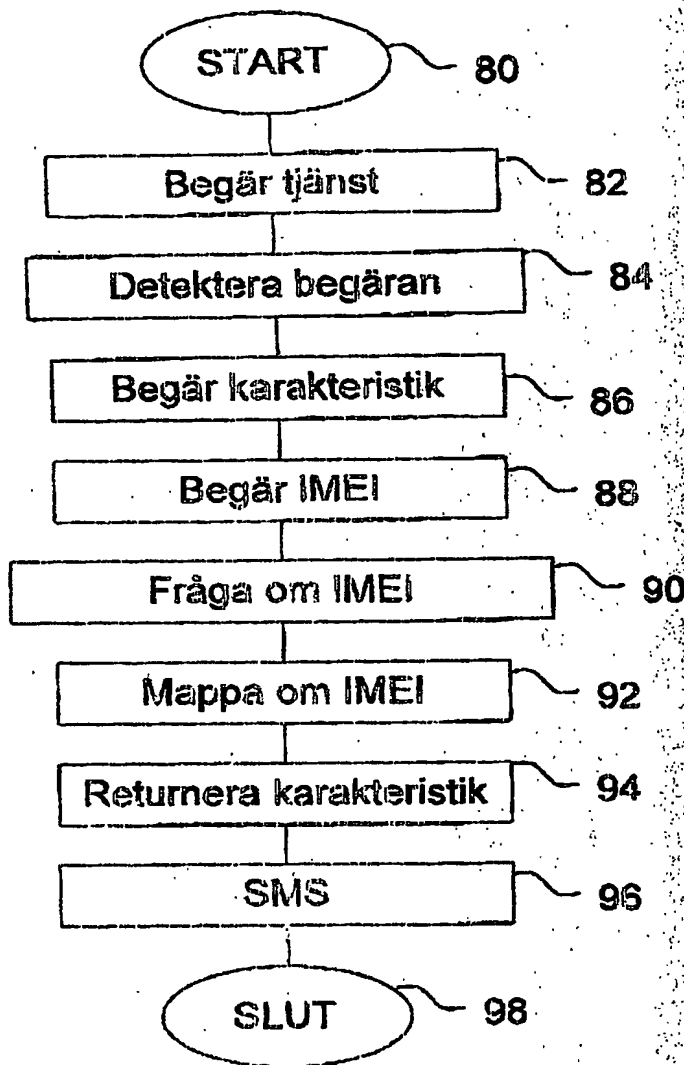 START 80
Begär tjänst 82
Detektera begäran 84
Begär karakteristik 86
Begär IMEI 88
Fråga om IMEI 90
Mappa om IMEI 92
Returnera karakteristik 94
SMS 96
SLUT 98